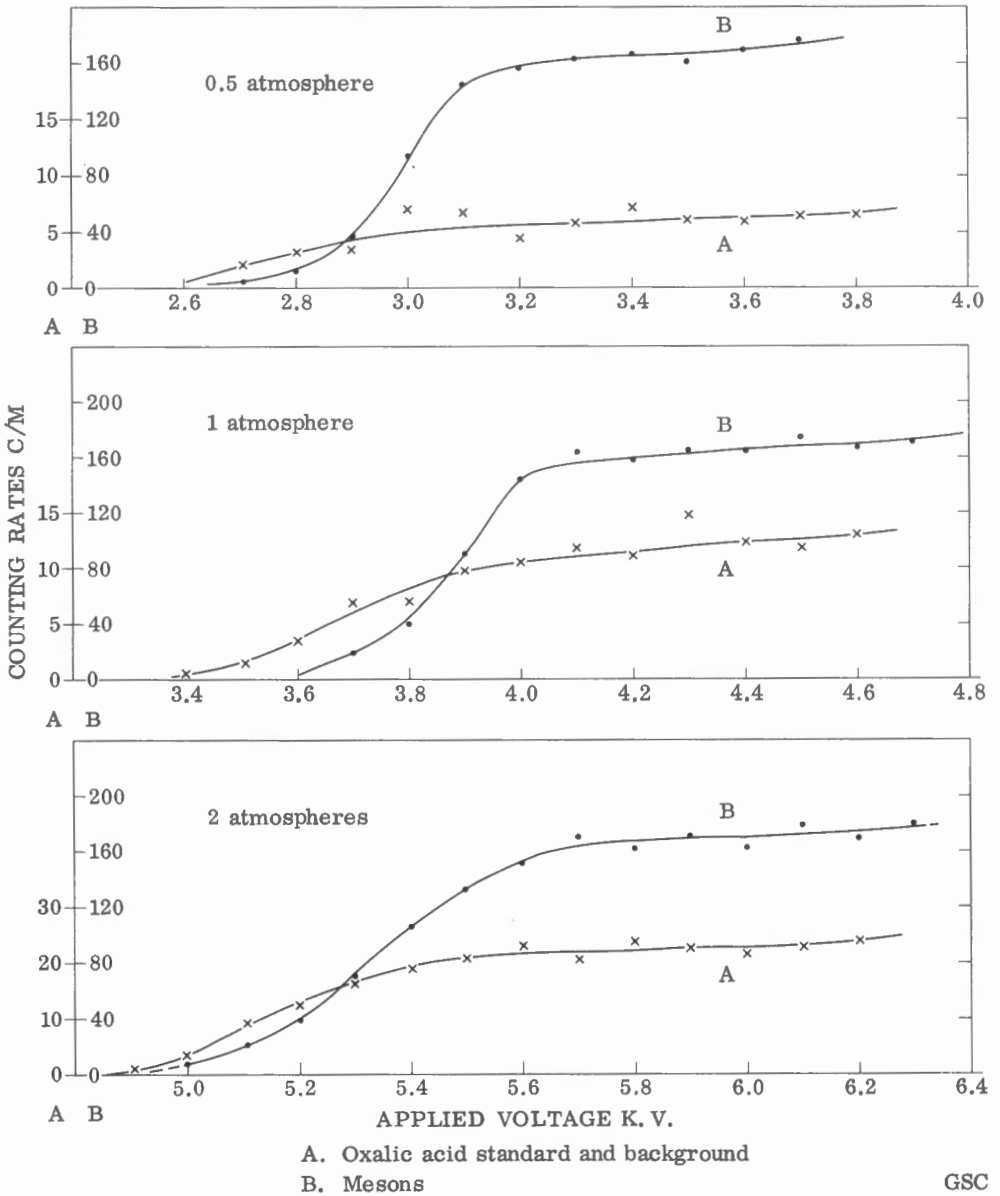 B
160
0.5 atmosphere
15 120
10 80
5 40
A
0 0
2.6 2.8 3.0 3.2 3.4 3.6 3.8 4.0
A B
200
1 atmosphere
B
160
15 120
10 80
A
5 40
0 0
3.4 3.6 3.8 4.0 4.2 4.4 4.6 4.8
A B
COUNTING RATES C/M
200
2 atmospheres
B
160
30 120
20 80
A
10 40
0 0
5.0 5.2 5.4 5.6 5.8 6.0 6.2 6.4
A B
APPLIED VOLTAGE K. V.
A. Oxalic acid standard and background
B. Mesons
GSC